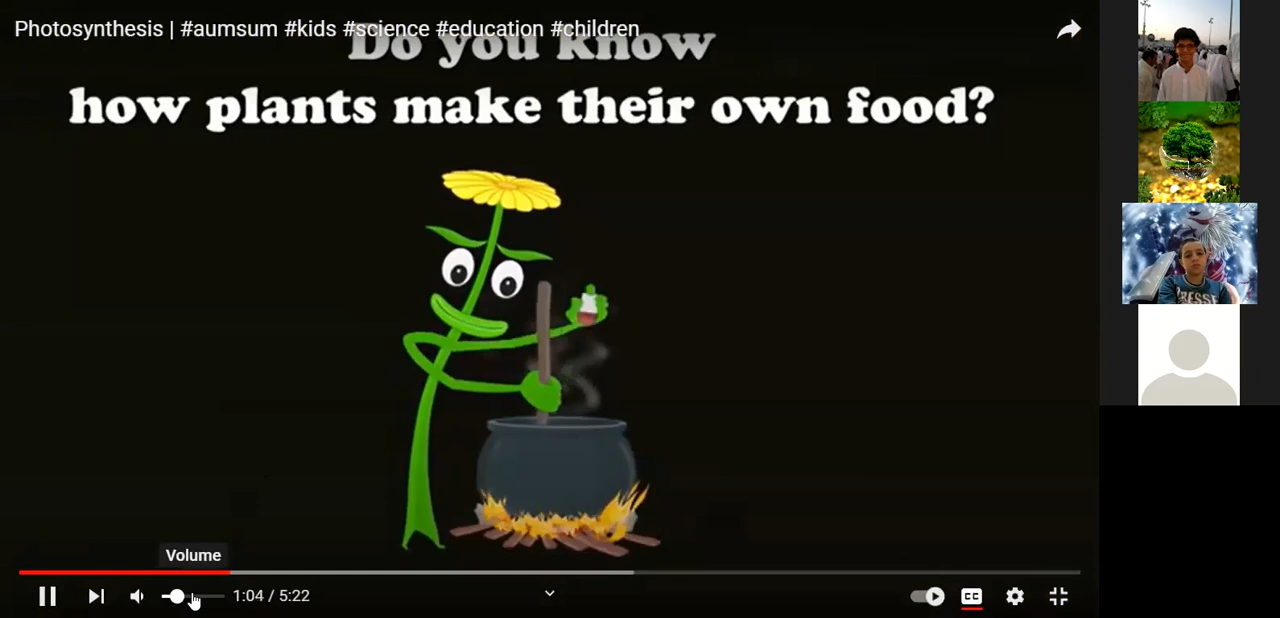 Photosynthesis | #aumsum #kids #science #education #children
Do you know
how plants make their own food?
Volume
1:04 / 5:22
CC